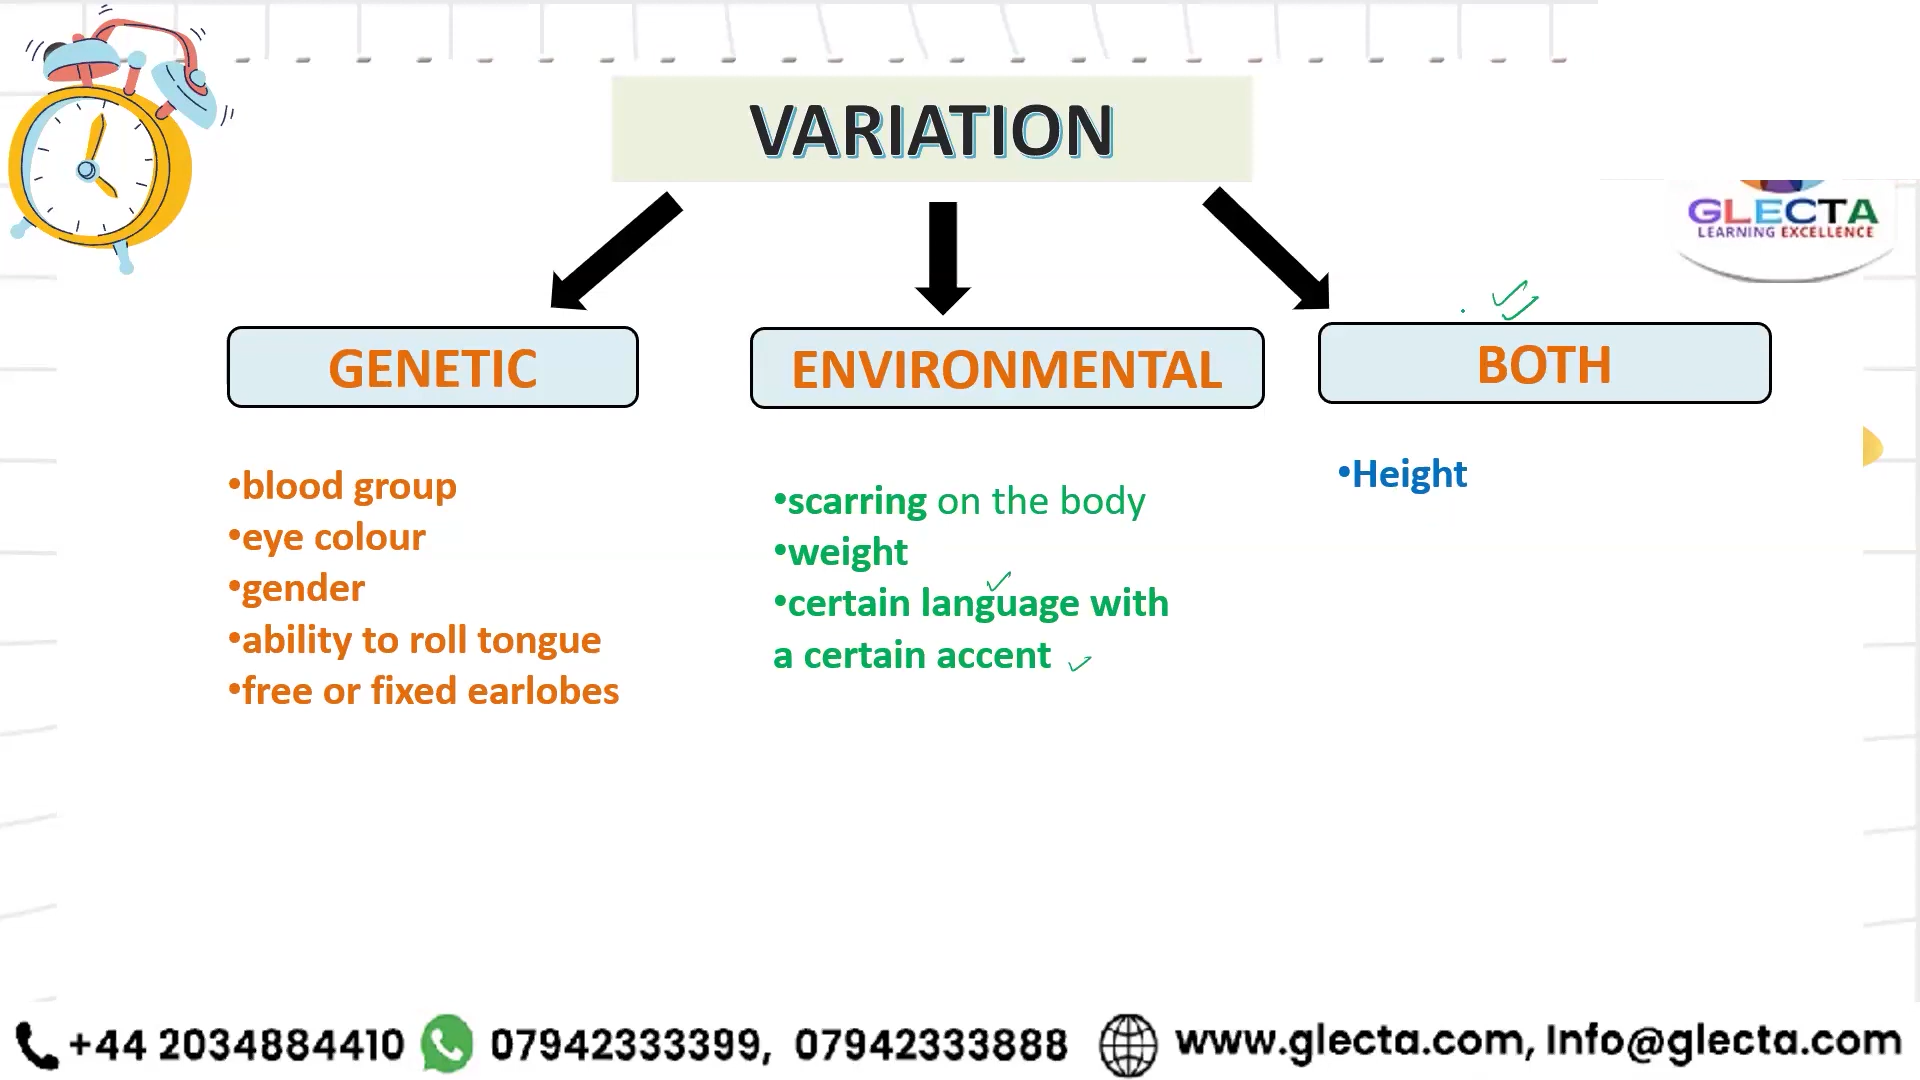 VARIATION
GLECTA
LEARNING EXCELLENCE
GENETIC
ENVIRONMENTAL
BOTH
•blood group
•eye colour
•gender
•ability to roll tongue
•free or fixed earlobes
•scarring on the body
•weight
•certain language with
a certain accent
•Height
+44 2034884410 07942333399, 07942333888 www.glecta.com, Info@glecta.com